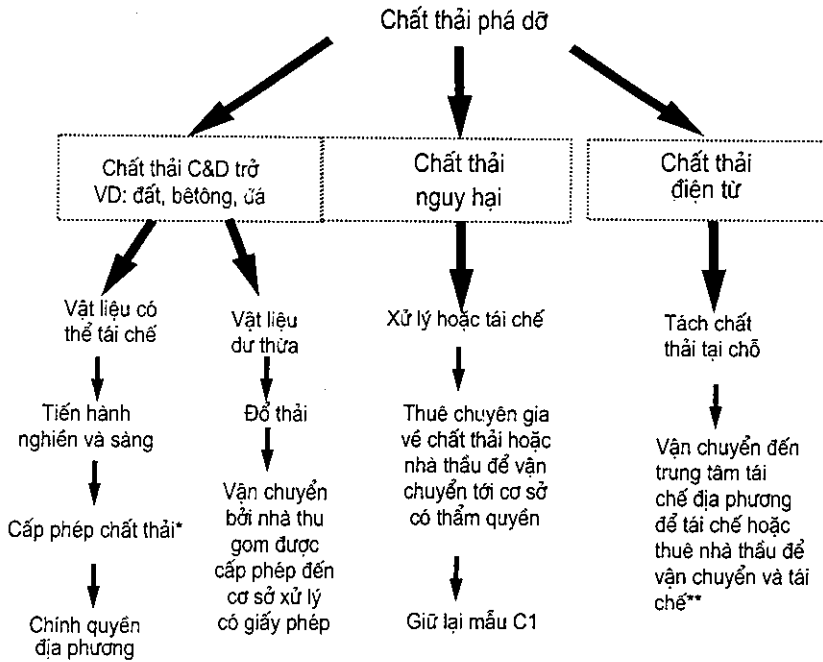 Chất thải phá dỡ
Chất thải C&D trở
VD: đất, bêtông, đá
Chất thải
nguy hại
Chất thải
điện từ
Vật liệu có
thể tái chế
Vật liệu
dư thừa
Xử lý hoặc tái chế
Tách chất
thải tại chỗ
Tiến hành
nghiền và sàng
Đổ thải
Thuê chuyên gia
về chất thải hoặc
nhà thầu để vận
chuyển tới cơ sở
có thẩm quyền
Vận chuyển đến
trung tâm tái
chế địa phương
để tái chế hoặc
thuê nhà thầu để
vận chuyển và tái
chế**
Cấp phép chất thải*
Vận chuyển
bởi nhà thu
gom được
cấp phép đến
cơ sở xử lý
có giấy phép
Chính quyền
địa phương
Giữ lại mẫu C1